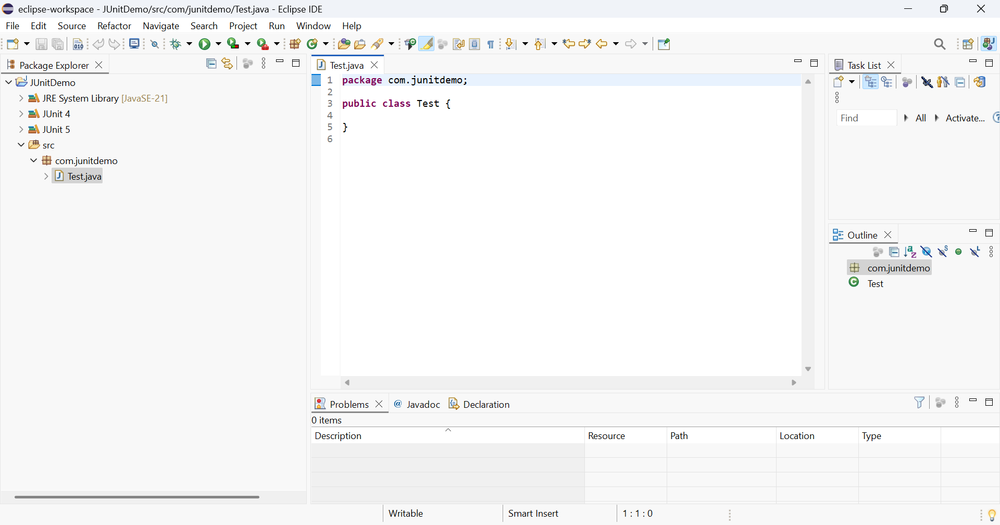 eclipse-workspace - JUnitDemo/src/com/junitdemo/Test.java - Eclipse IDE
File Edit Source Refactor Navigate Search Project Run Window Help
010
Package Explorer
JUnitDemo
JRE System Library [JavaSE-21]
JUnit 4
JUnit 5
src
com.junitdemo
Test.java
Test.java
1 package com.junitdemo;
2
3 public class Test {
4
5 }
6
Task List
Find All Activate...
Outline
com.junitdemo
Test
Problems @ Javadoc Declaration
0 items
Description Resource Path Location Type
Writable Smart Insert 1 : 1 : 0